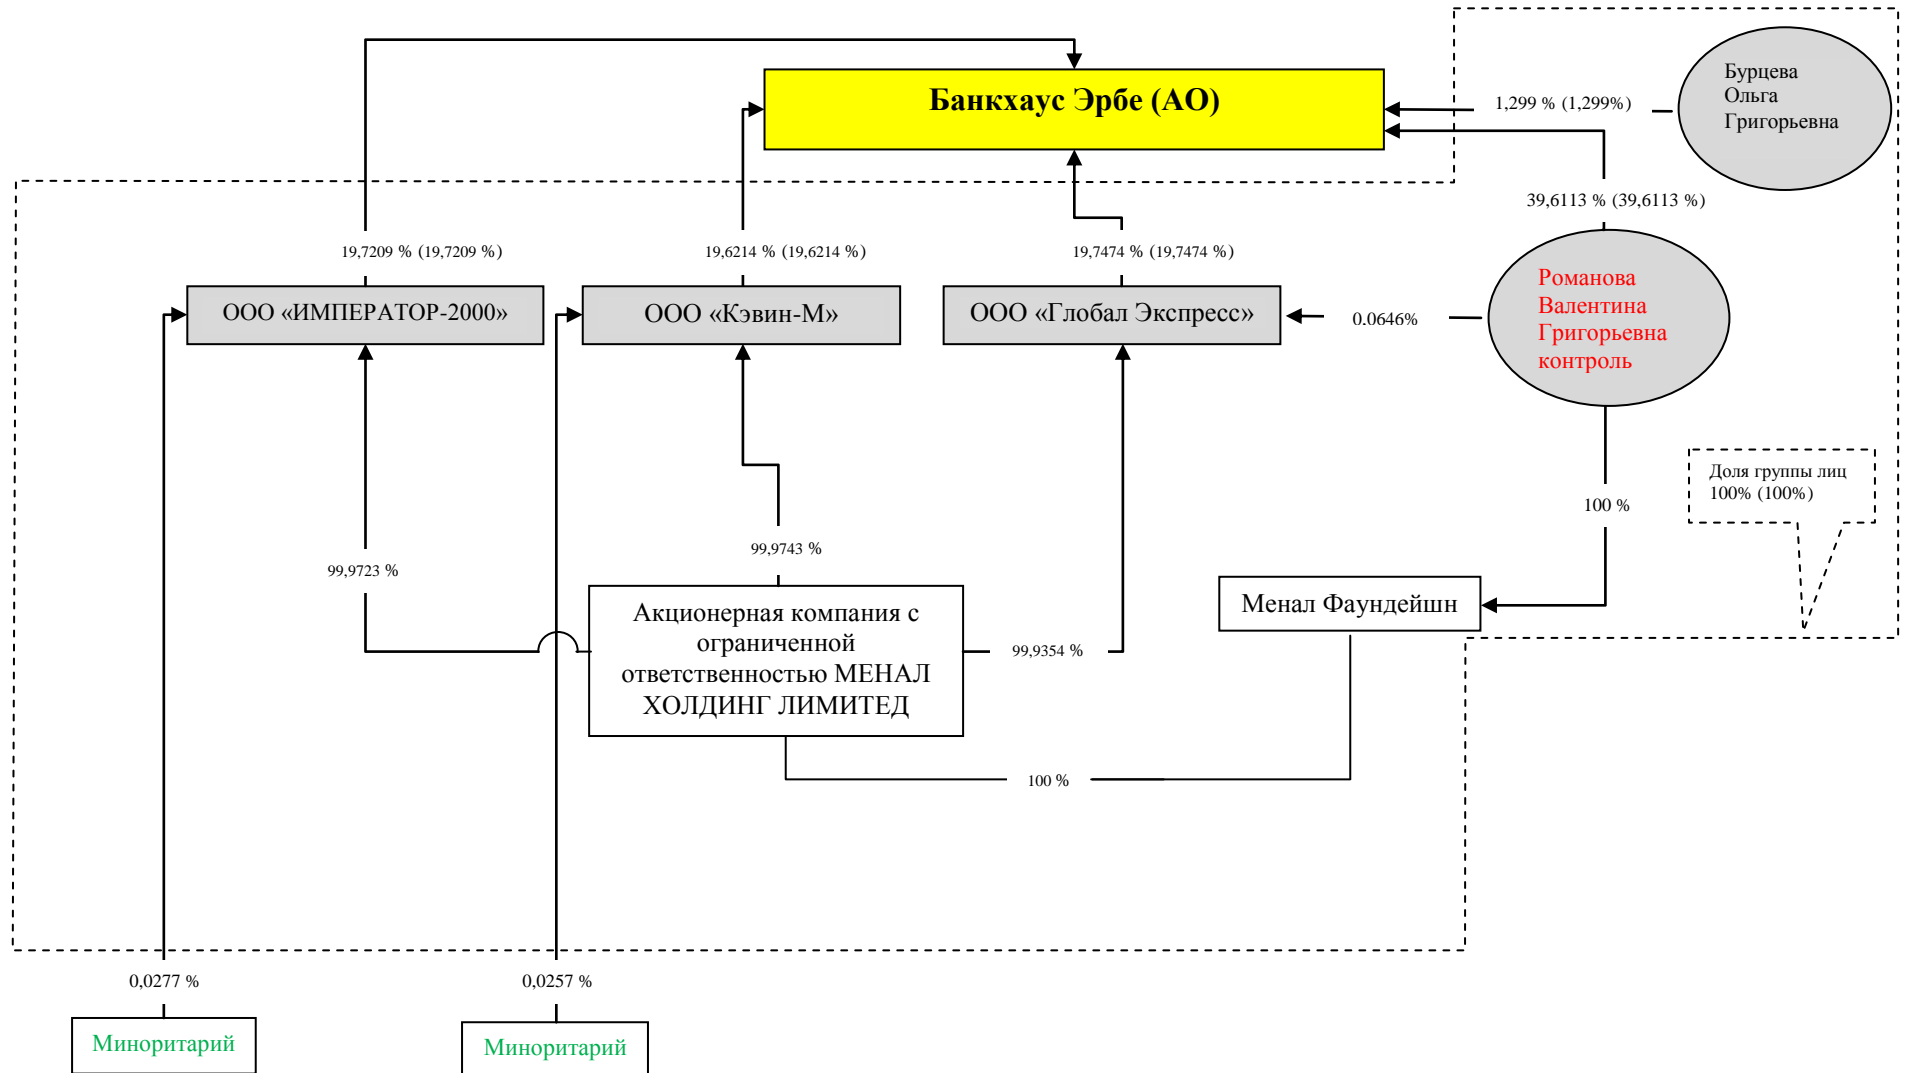 Банкхаус Эрбе (АО)
1,299 % (1,299%)
Бурцева
Ольга
Григорьевна
39,6113 % (39,6113 %)
19,7209 % (19,7209 %)
19,6214 % (19,6214 %)
19,7474 % (19,7474 %)
ООО «ИМПЕРАТОР-2000»
ООО «Кэвин-М»
ООО «Глобал Экспресс»
0.0646%
Романова
Валентина
Григорьевна
контроль
Доля группы лиц
100% (100%)
100 %
99,9743 %
99,9723 %
Акционерная компания с
ограниченной
ответственностью МЕНАЛ
ХОЛДИНГ ЛИМИТЕД
99,9354 %
Менал Фаундейшн
100 %
0,0277 %
0,0257 %
Миноритарий
Миноритарий